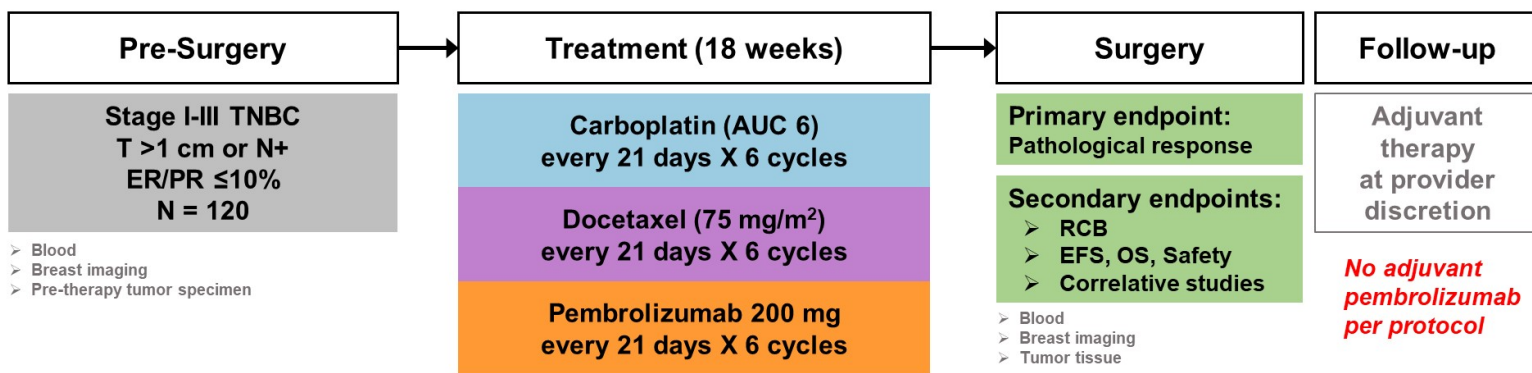 Pre-Surgery
Stage I-III TNBC
T >1 cm or N+
ER/PR ≤10%
N = 120
➢ Blood
➢ Breast imaging
➢ Pre-therapy tumor specimen
Treatment (18 weeks)
Carboplatin (AUC 6)
every 21 days X 6 cycles
Docetaxel (75 mg/m²)
every 21 days X 6 cycles
Pembrolizumab 200 mg
every 21 days X 6 cycles
Surgery
Primary endpoint:
Pathological response
Secondary endpoints:
➢ RCB
➢ EFS, OS, Safety
➢ Correlative studies
➢ Blood
➢ Breast imaging
➢ Tumor tissue
Follow-up
Adjuvant
therapy
at provider
discretion
No adjuvant
pembrolizumab
per protocol